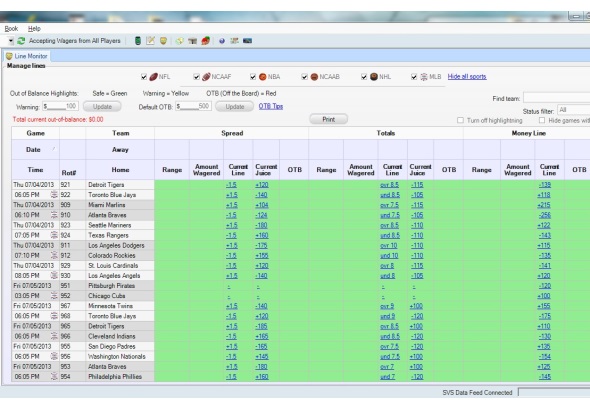 Book Help
Accepting Wagers from All Players
Line Monitor
Manage lines
NFL NCAAF NBA NCAAB NHL MLB Hide all sports
Out of Balance Highlights: Safe = Green Warning = Yellow OTB (Off the Board) = Red
Find team:
Warning: $ 100 Update Default OTB: $ 500 Update OTB Tips
Status filter: All
Total current out-of-balance: $0.00 Print Turn off highlightning Hide games with
Game Team Spread Totals Money Line
Date Away
Time Rot# Home Range Amount Wagered Current Line Current Juice OTB Range Amount Wagered Current Line Current Juice OTB Range Amount Wagered Current Line OTB
Thu 07/04/2013 921 Detroit Tigers -1.5 +120 ovr 8.5 -115 -139
06:05 PM 922 Toronto Blue Jays +1.5 -140 und 8.5 -105 +118
Thu 07/04/2013 909 Miami Marlins +1.5 +104 ovr 7.5 -115 +215
06:10 PM 910 Atlanta Braves -1.5 -124 und 7.5 -105 -256
Thu 07/04/2013 923 Seattle Mariners +1.5 -180 ovr 8.5 -110 +122
07:05 PM 924 Texas Rangers -1.5 +160 und 8.5 -110 -143
Thu 07/04/2013 911 Los Angeles Dodgers +1.5 -175 ovr 10 -110 -115
07:10 PM 912 Colorado Rockies -1.5 +155 und 10 -110 -135
Thu 07/04/2013 929 St. Louis Cardinals -1.5 +120 ovr 8 -115 -141
08:05 PM 930 Los Angeles Angels +1.5 -140 und 8 -105 +120
Fri 07/05/2013 951 Pittsburgh Pirates - - -120
03:05 PM 952 Chicago Cubs - - +100
Fri 07/05/2013 967 Minnesota Twins +1.5 -140 ovr 9 +100 +155
06:05 PM 968 Toronto Blue Jays -1.5 +120 und 9 -120 -175
Fri 07/05/2013 965 Detroit Tigers +1.5 -185 ovr 8.5 +100 +110
06:05 PM 966 Cleveland Indians -1.5 +165 und 8.5 -120 -130
Fri 07/05/2013 955 San Diego Padres +1.5 -165 ovr 7.5 -120 +135
06:05 PM 956 Washington Nationals -1.5 +145 und 7.5 +100 -154
Fri 07/05/2013 953 Atlanta Braves +1.5 -180 ovr 7 +100 +125
06:05 PM 954 Philadelphia Phillies -1.5 +160 und 7 -120 -145
SVS Data Feed Connected